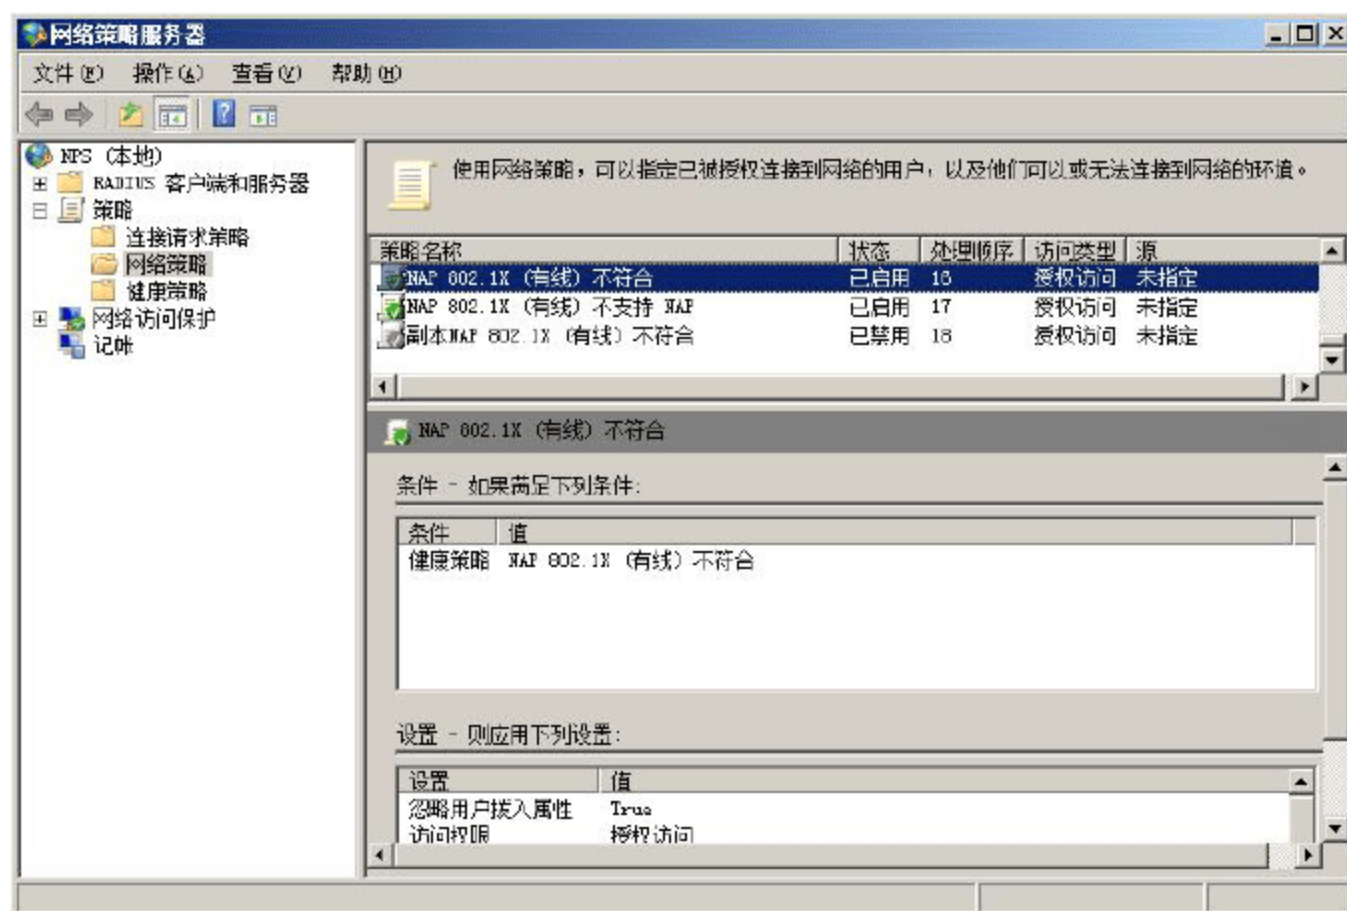 网络策略服务器
文件(F) 操作(A) 查看(V) 帮助(H)
NPS (本地)
RADIUS 客户端和服务器
策略
连接请求策略
网络策略
健康策略
网络访问保护
记帐
使用网络策略，可以指定已被授权连接到网络的用户，以及他们可以或无法连接到网络的环境。
策略名称 状态 处理顺序 访问类型 源
NAP 802.1X (有线) 不符合 已启用 16 授权访问 未指定
NAP 802.1X (有线) 不支持 NAP 已启用 17 授权访问 未指定
副本NAP 802.1X (有线) 不符合 已禁用 18 授权访问 未指定
NAP 802.1X (有线) 不符合
条件 - 如果满足下列条件:
条件 值
健康策略 NAP 802.1X (有线) 不符合
设置 - 则应用下列设置:
设置 值
忽略用户拨入属性 True
访问权限 授权访问